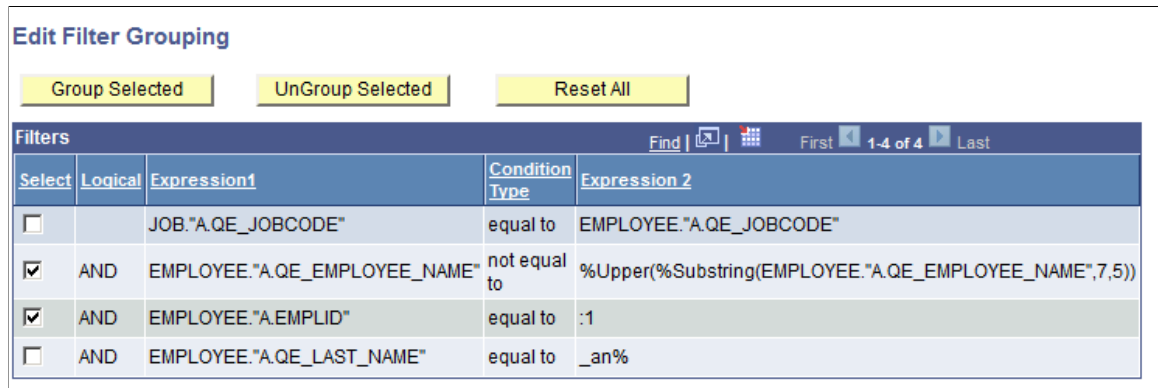 Edit Filter Grouping
Group Selected UnGroup Selected Reset All
Filters Find | | First 1-4 of 4 Last
Select Logical Expression1 Condition Type Expression 2
JOB."A.QE_JOBCODE" equal to EMPLOYEE."A.QE_JOBCODE"
AND EMPLOYEE."A.QE_EMPLOYEE_NAME" not equal to %Upper(%Substring(EMPLOYEE."A.QE_EMPLOYEE_NAME",7,5))
AND EMPLOYEE."A.EMPLID" equal to :1
AND EMPLOYEE."A.QE_LAST_NAME" equal to _an%